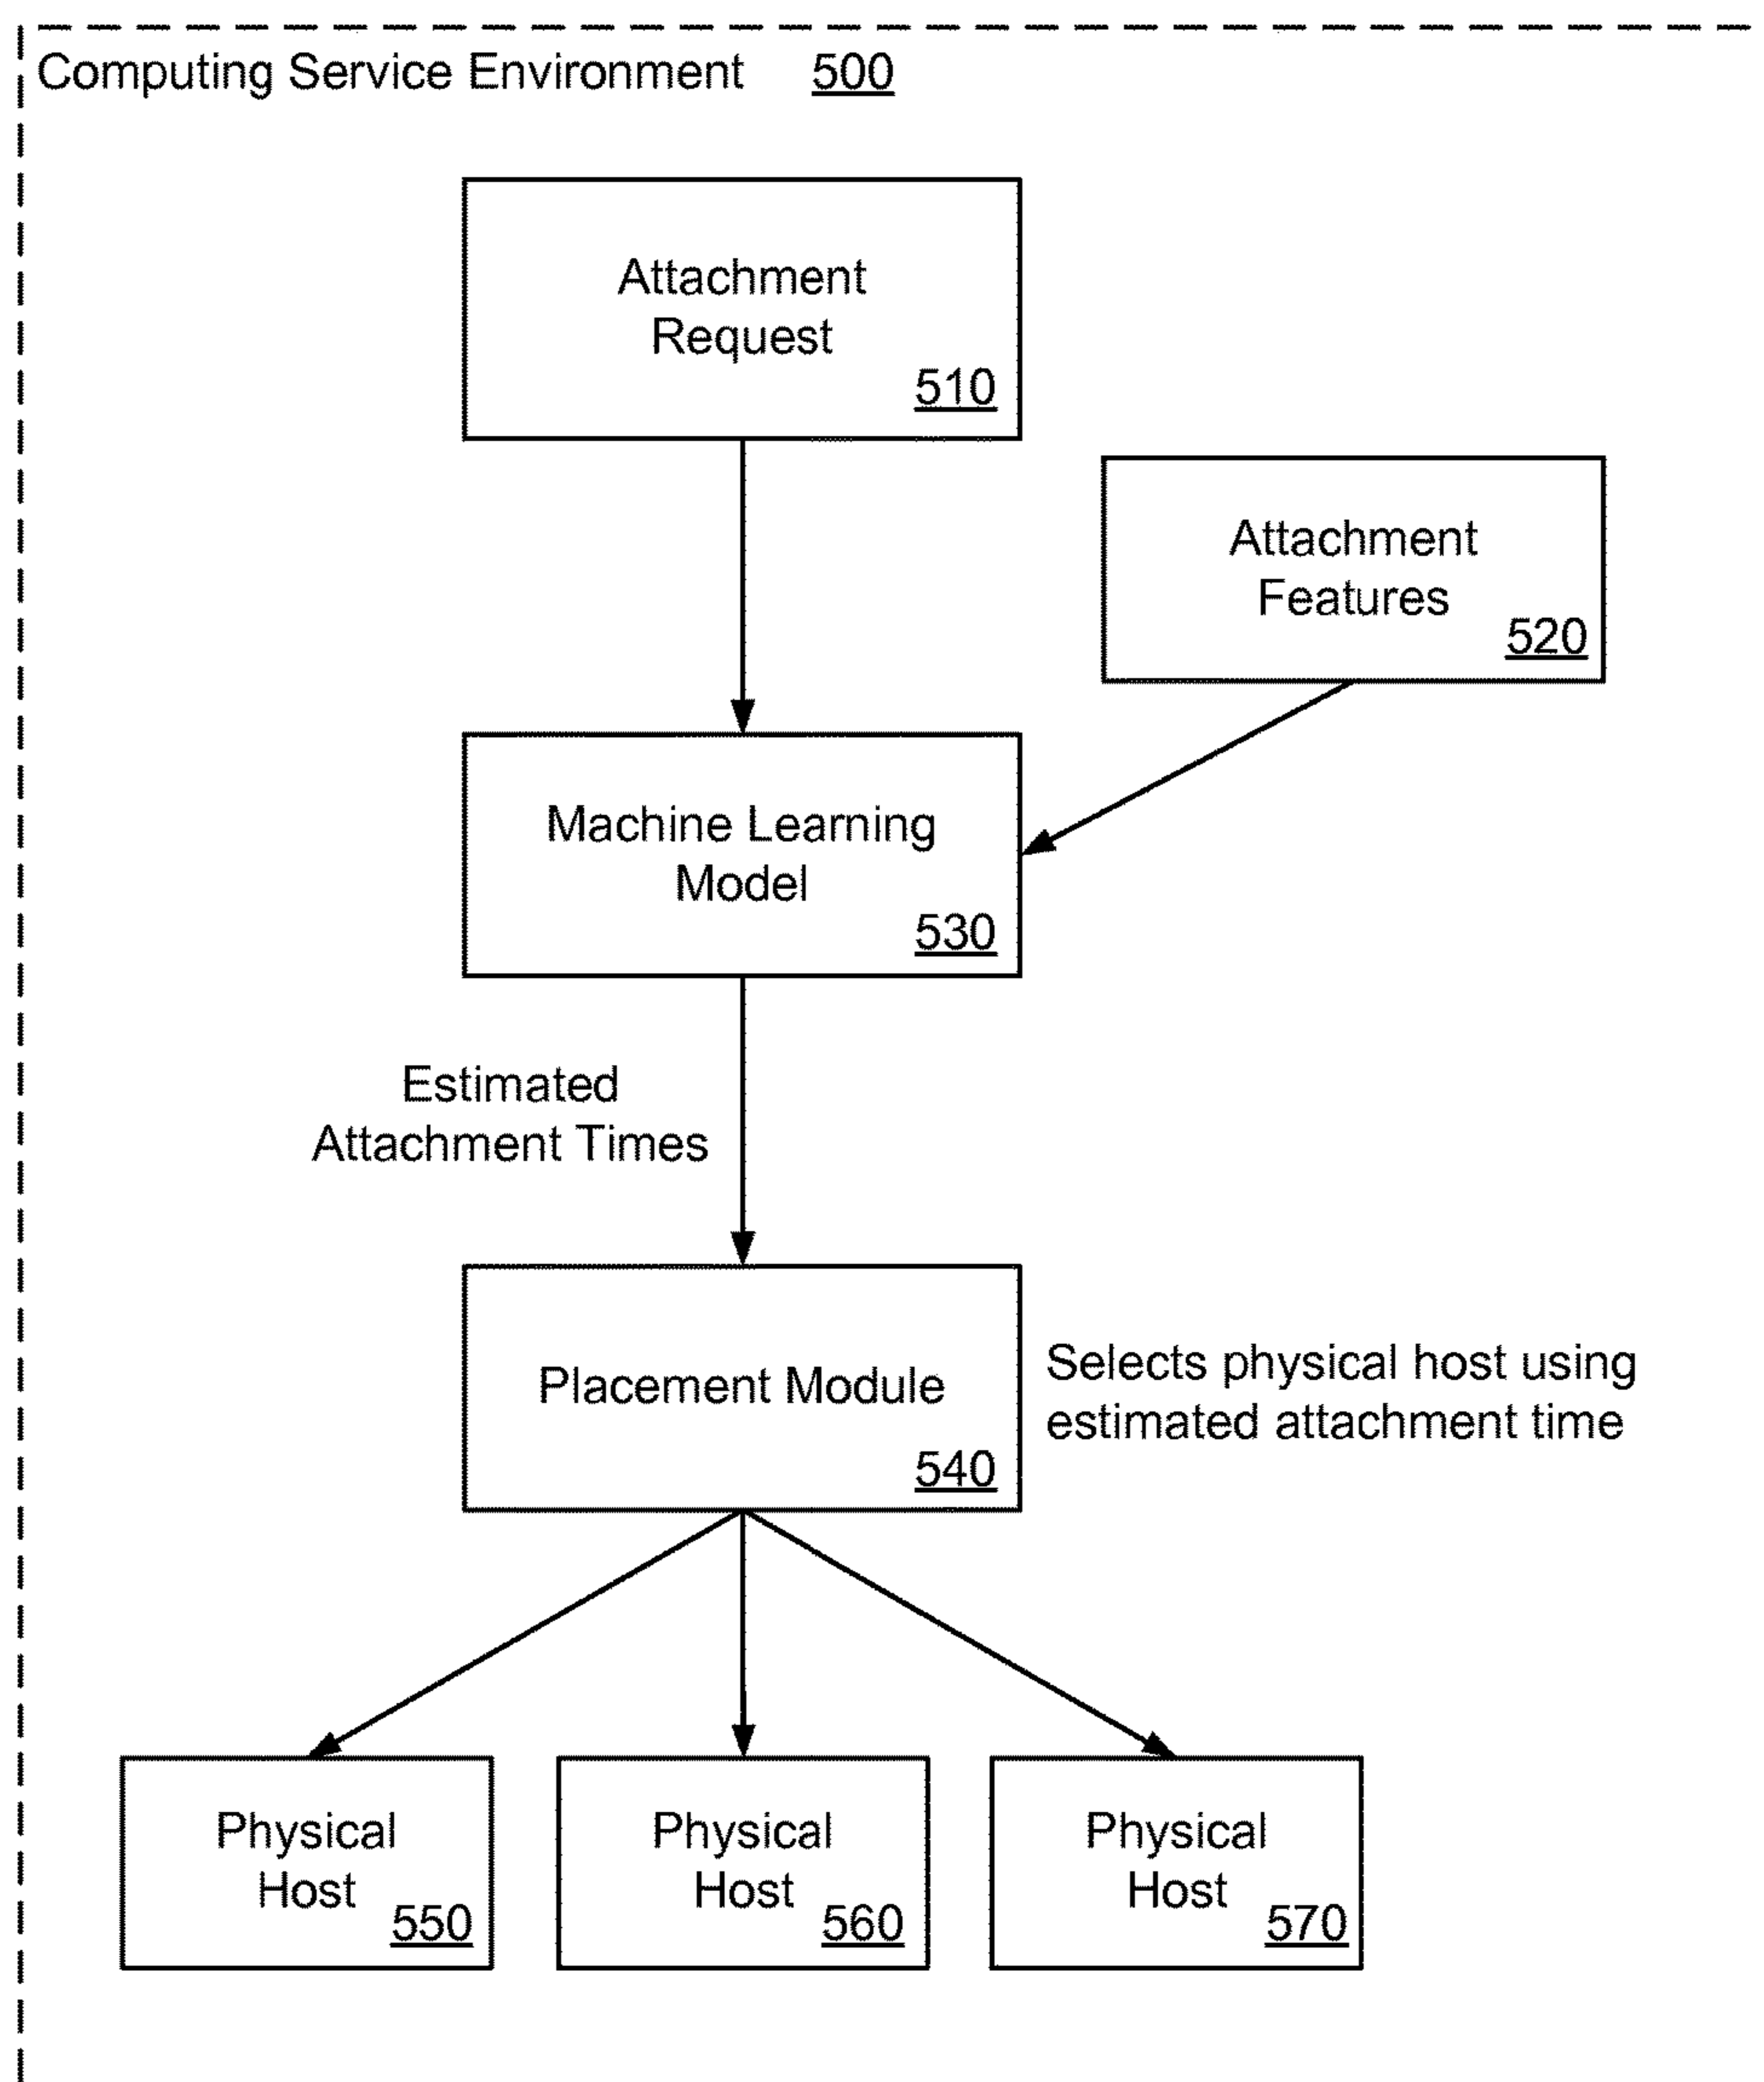 Computing Service Environment 500
Attachment
Request
510
Attachment
Features
520
Machine Learning
Model
530
Estimated
Attachment Times
Placement Module
540
Selects physical host using
estimated attachment time
Physical
Host
550
Physical
Host
560
Physical
Host
570